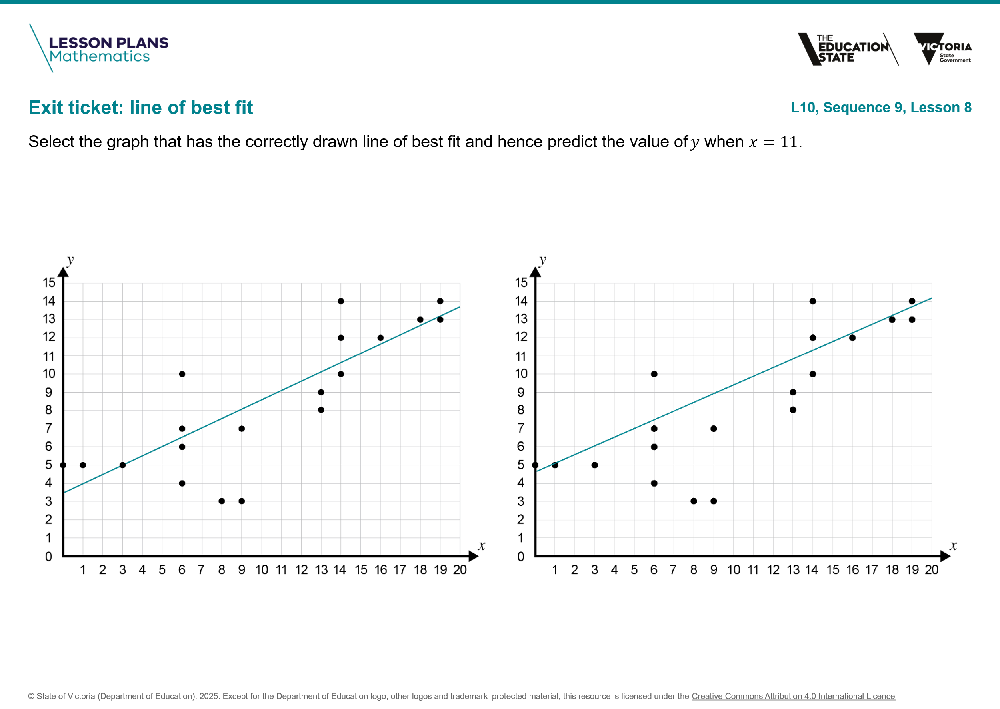 LESSON PLANS
Mathematics
THE
EDUCATION
STATE
VICTORIA
State
Government
Exit ticket: line of best fit
L10, Sequence 9, Lesson 8
Select the graph that has the correctly drawn line of best fit and hence predict the value of y when x = 11.
y
15
14
13
12
11
10
9
8
7
6
5
4
3
2
1
0
x
1 2 3 4 5 6 7 8 9 10 11 12 13 14 15 16 17 18 19 20
y
15
14
13
12
11
10
9
8
7
6
5
4
3
2
1
0
x
1 2 3 4 5 6 7 8 9 10 11 12 13 14 15 16 17 18 19 20
© State of Victoria (Department of Education), 2025. Except for the Department of Education logo, other logos and trademark-protected material, this resource is licensed under the Creative Commons Attribution 4.0 International Licence